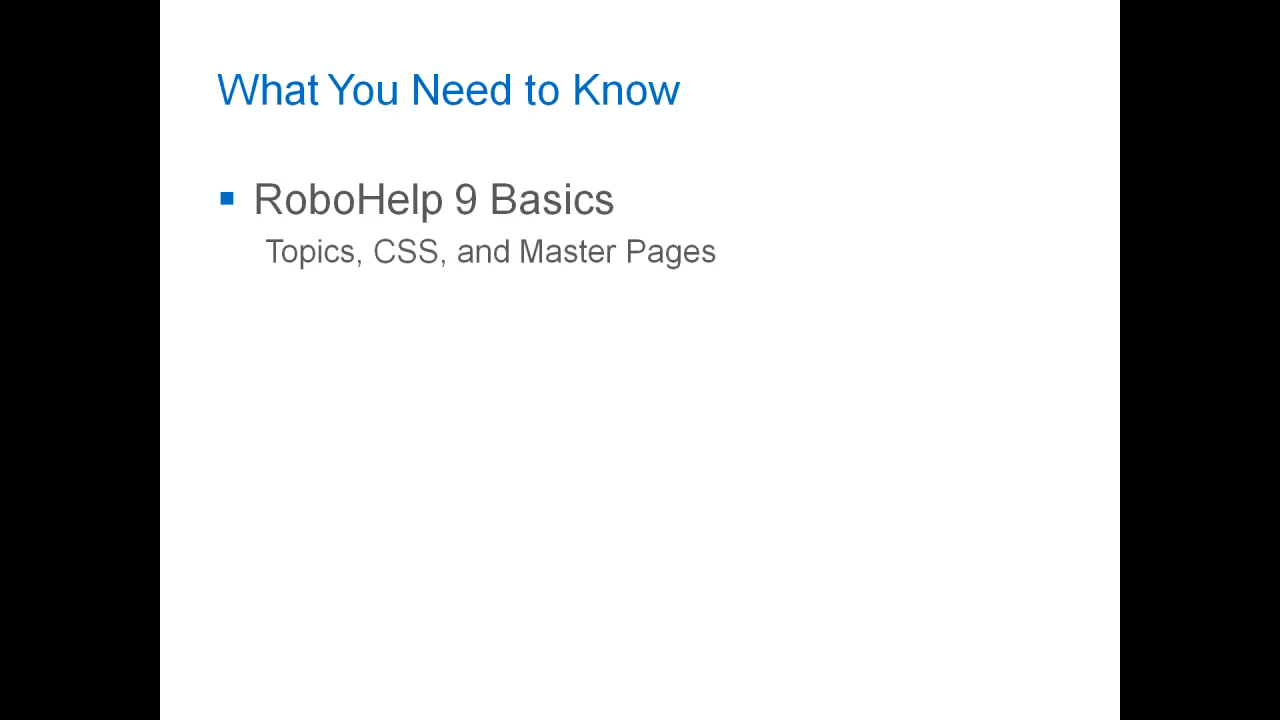 What You Need to Know
RoboHelp 9 Basics
Topics, CSS, and Master Pages